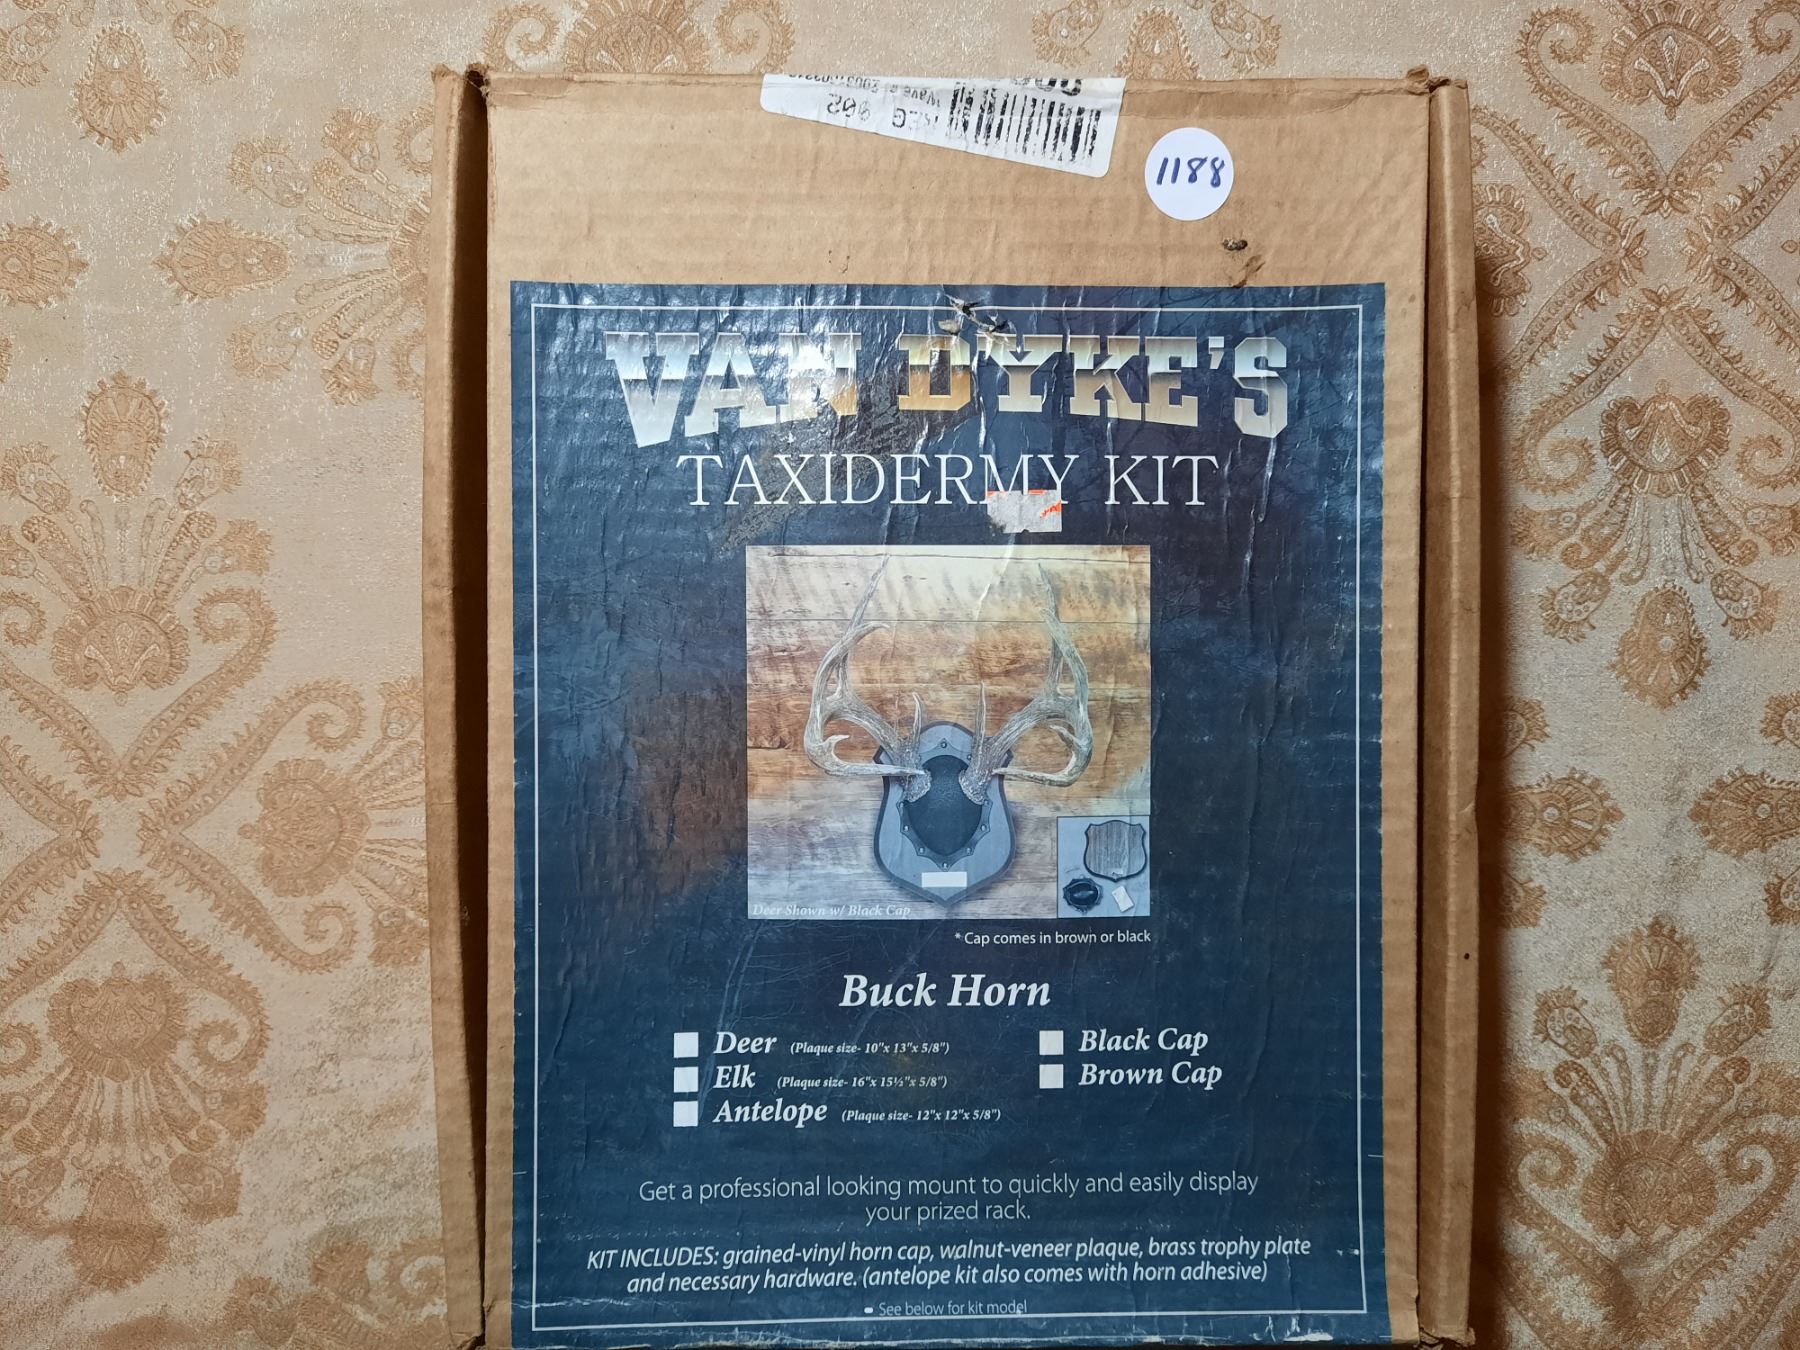 902 REG
1188
VAN DYKE'S
TAXIDERMY KIT
Deer Shown w/ Black Cap
* Cap comes in brown or black
Buck Horn
Deer (Plaque size- 10"x 13"x 5/8")
Elk (Plaque size- 16"x 15½"x 5/8")
Antelope (Plaque size- 12"x 12"x 5/8")
Black Cap
Brown Cap
Get a professional looking mount to quickly and easily display
your prized rack.
KIT INCLUDES: grained-vinyl horn cap, walnut-veneer plaque, brass trophy plate
and necessary hardware. (antelope kit also comes with horn adhesive)
See below for kit model